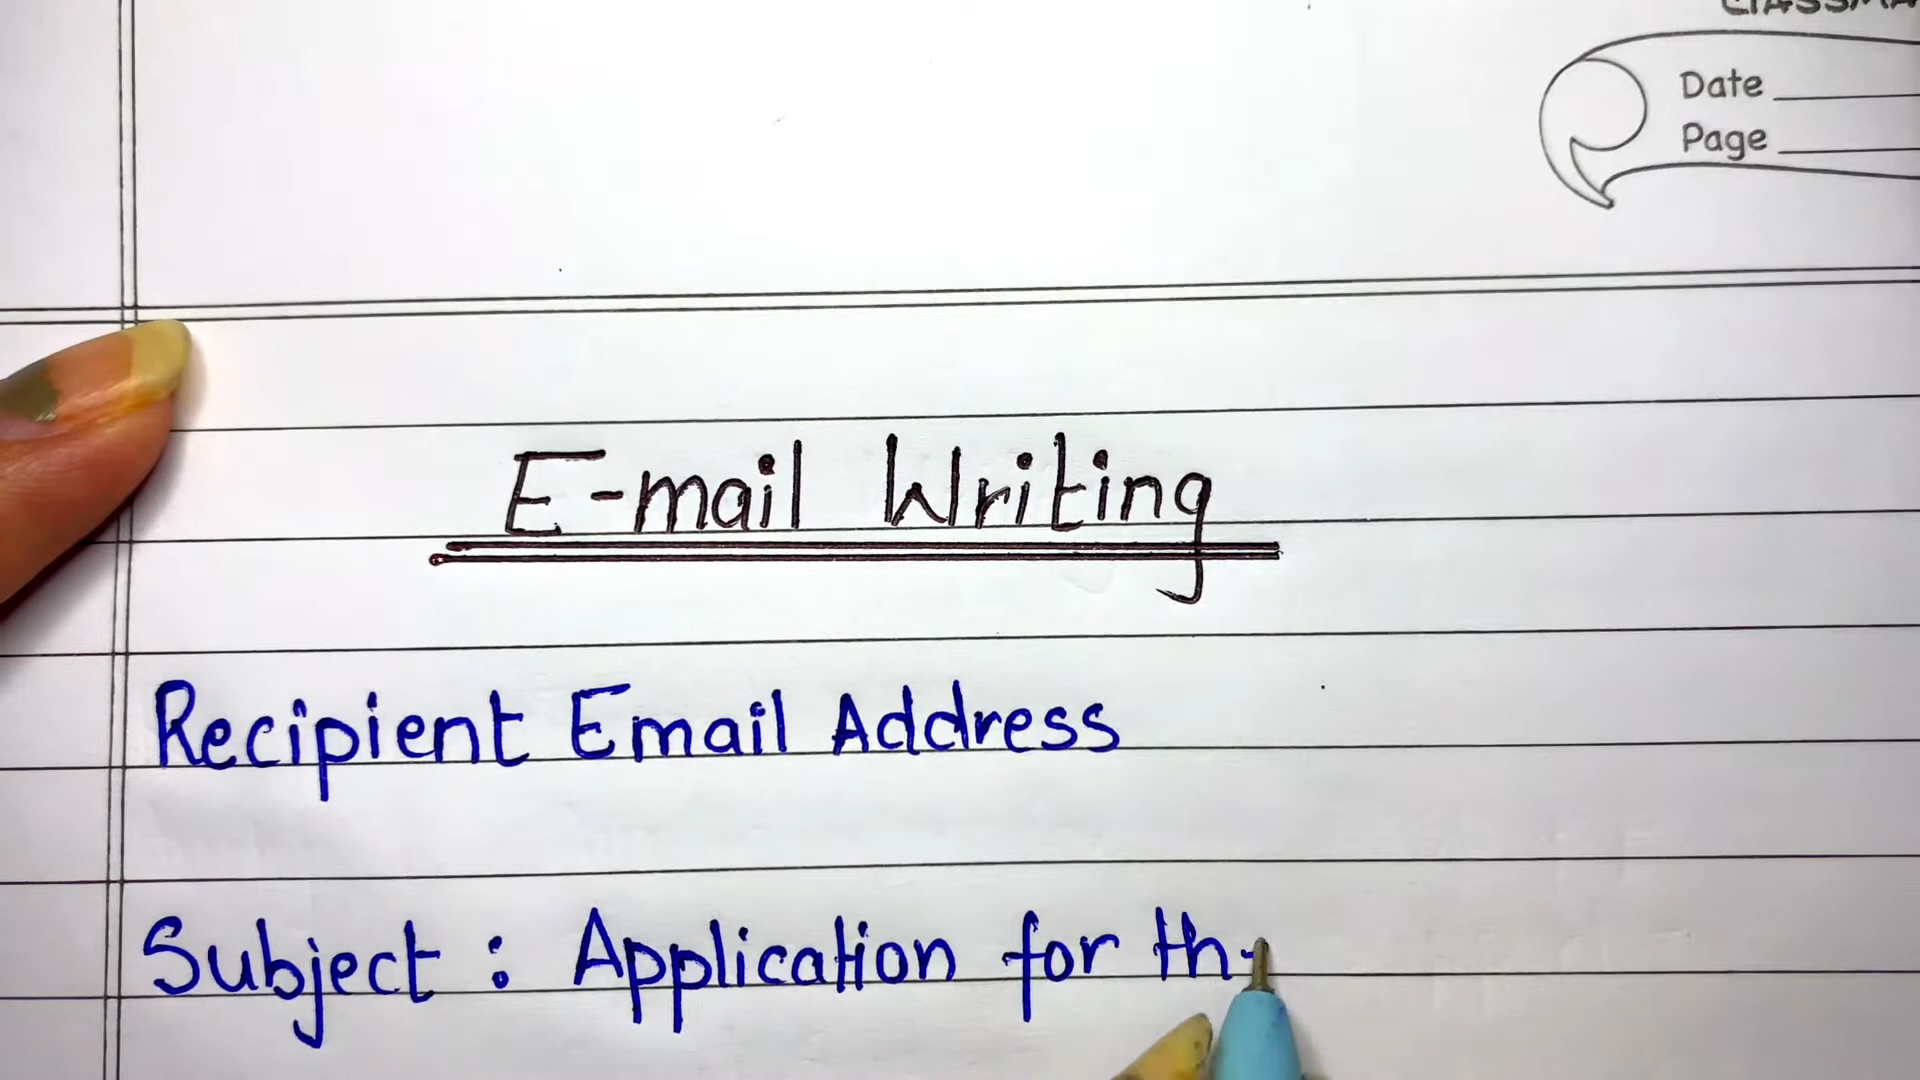 Date
Page
E-mail Writing
Recipient Email Address
Subject : Application for th